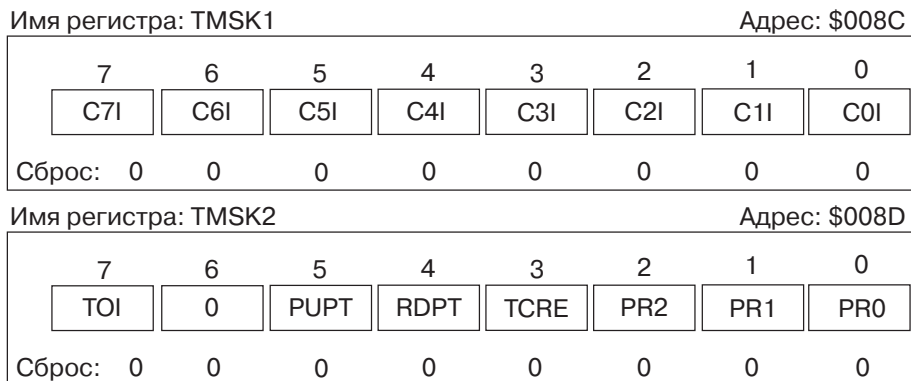 Имя регистра: TMSK1 Адрес: $008C
7 6 5 4 3 2 1 0
C7I C6I C5I C4I C3I C2I C1I C0I
Сброс: 0 0 0 0 0 0 0 0
Имя регистра: TMSK2 Адрес: $008D
7 6 5 4 3 2 1 0
TOI 0 PUPT RDPT TCRE PR2 PR1 PR0
Сброс: 0 0 0 0 0 0 0 0